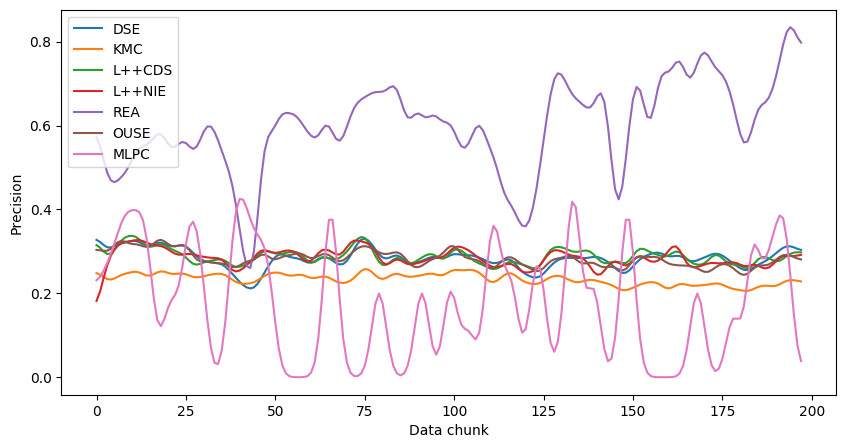 DSE
KMC
L++CDS
L++NIE
REA
OUSE
MLPC
0.8
0.6
0.4
0.2
0.0
Precision
0 25 50 75 100 125 150 175 200
Data chunk